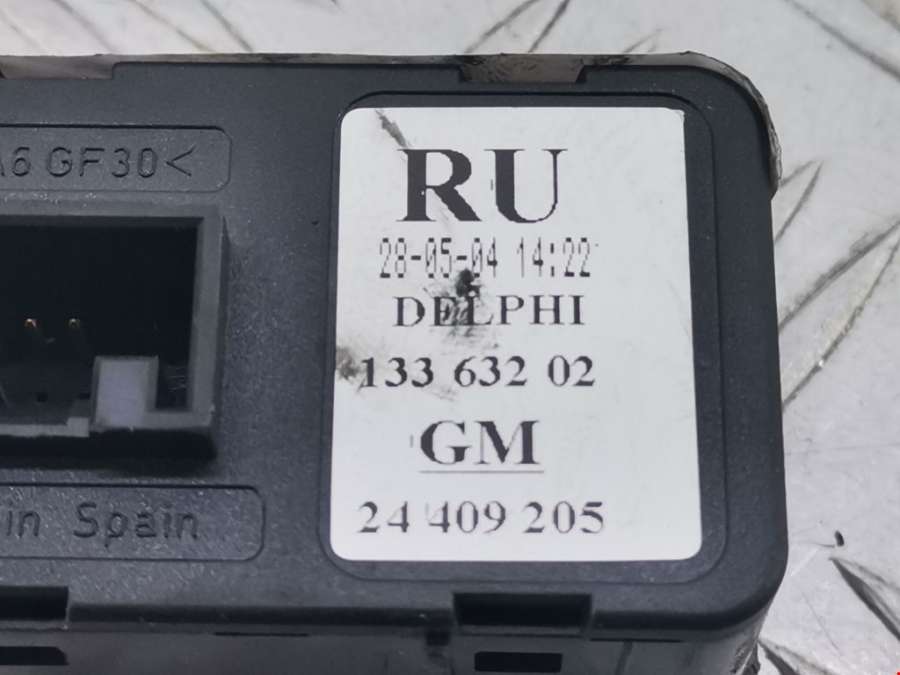 A6 GF30<
RU
28-05-04 14:22
DELPHI
133 632 02
GM
24 409 205
in Spain